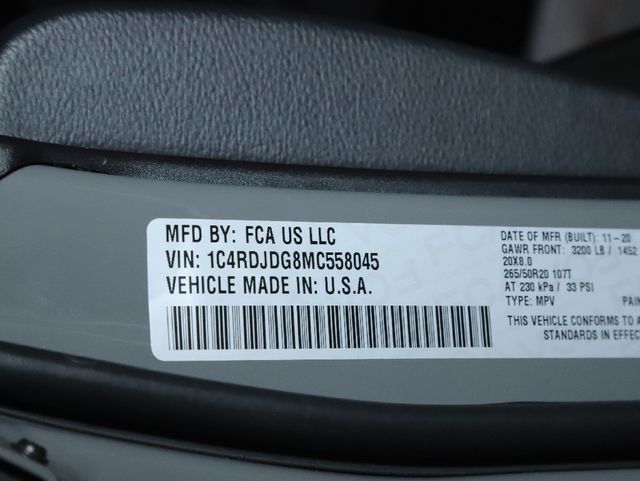 MFD BY: FCA US LLC
VIN: 1C4RDJDG8MC558045
VEHICLE MADE IN: U.S.A.
DATE OF MFR (BUILT): 11-20
GAWR FRONT: 3200 LB / 1452
20X8.0
265/50R20 107T
AT 230 kPa / 33 PSI
TYPE: MPV
THIS VEHICLE CONFORMS TO
STANDARDS IN EFFEC